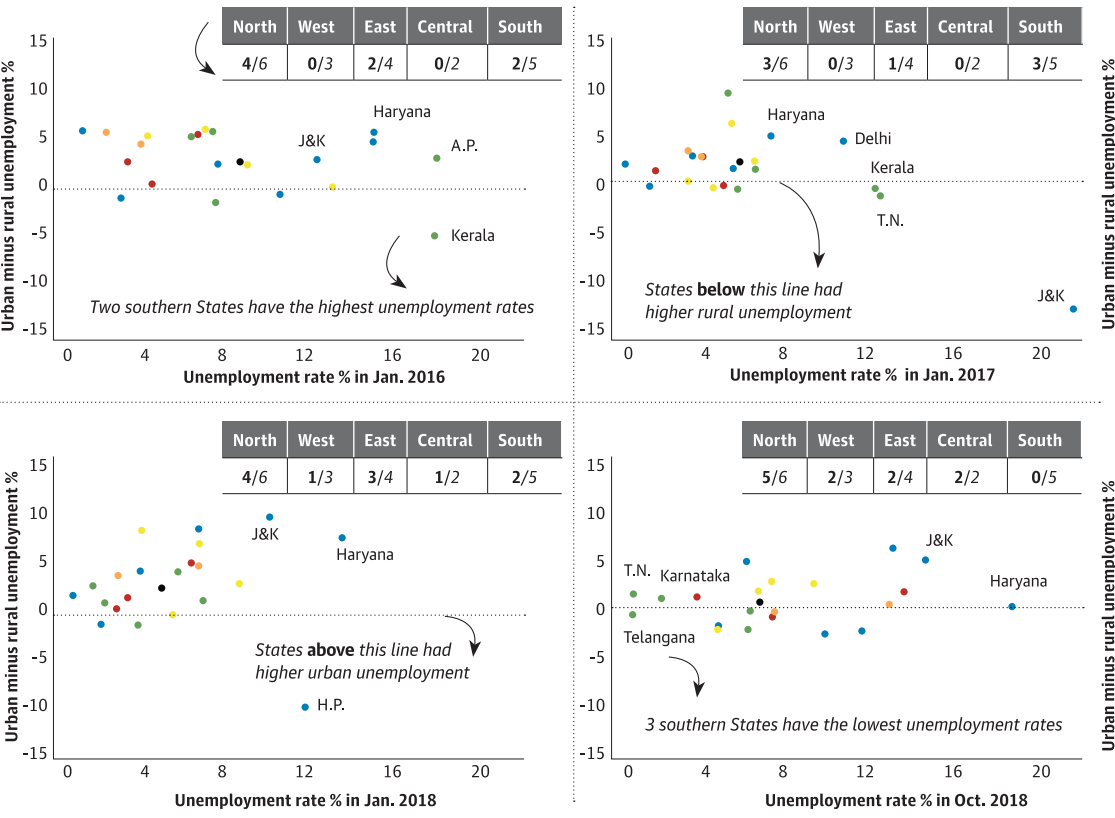 North West East Central South
4/6 0/3 2/4 0/2 2/5
Urban minus rural unemployment %
15
10
5
0
-5
-10
-15
Haryana
J&K
A.P.
Kerala
Two southern States have the highest unemployment rates
0 4 8 12 16 20
Unemployment rate % in Jan. 2016
North West East Central South
3/6 0/3 1/4 0/2 3/5
Urban minus rural unemployment %
15
10
5
0
-5
-10
-15
Haryana
Delhi
Kerala
T.N.
J&K
States below this line had
higher rural unemployment
0 4 8 12 16 20
Unemployment rate % in Jan. 2017
North West East Central South
4/6 1/3 3/4 1/2 2/5
Urban minus rural unemployment %
15
10
5
0
-5
-10
-15
J&K
Haryana
States above this line had
higher urban unemployment
H.P.
0 4 8 12 16 20
Unemployment rate % in Jan. 2018
North West East Central South
5/6 2/3 2/4 2/2 0/5
Urban minus rural unemployment %
15
10
5
0
-5
-10
-15
J&K
T.N. Karnataka
Haryana
Telangana
3 southern States have the lowest unemployment rates
0 4 8 12 16 20
Unemployment rate % in Oct. 2018